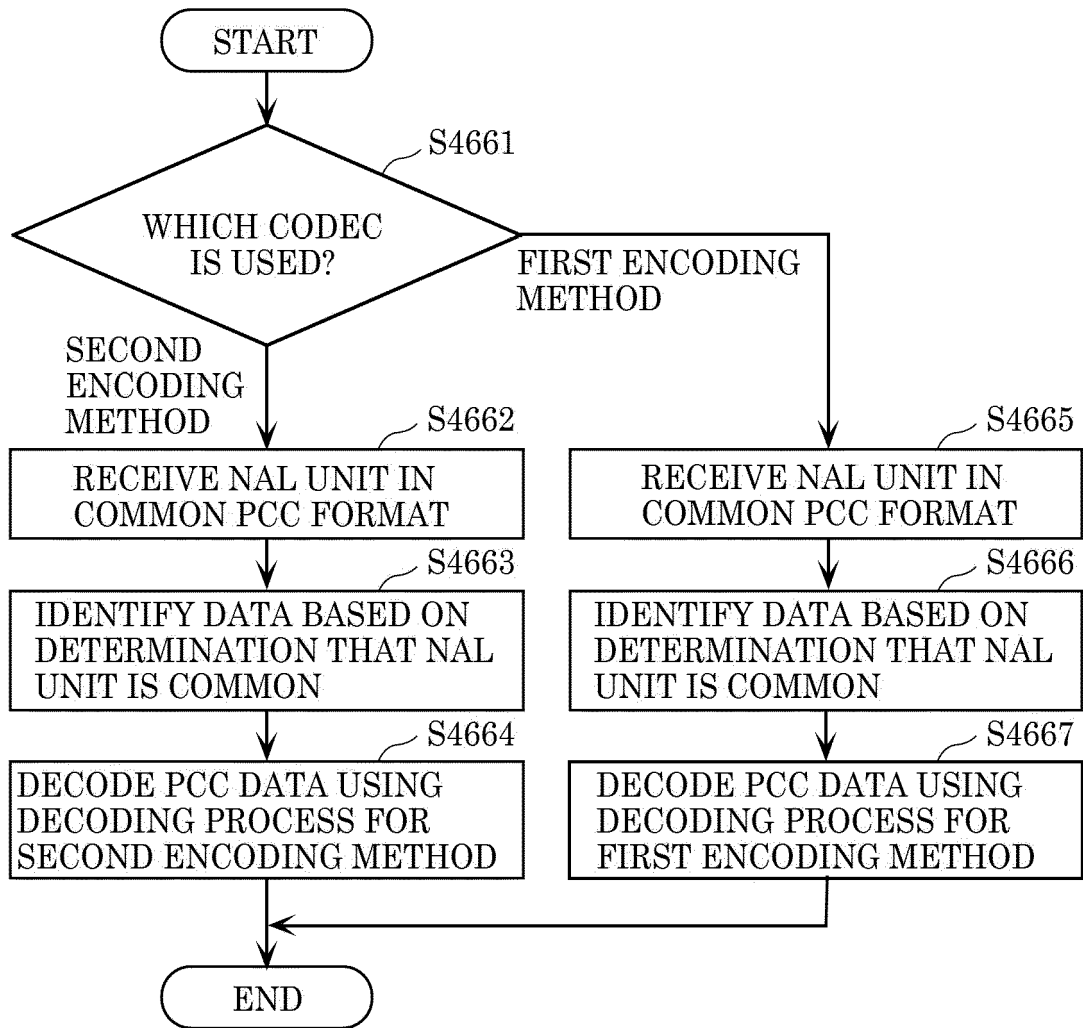 START
S4661
WHICH CODEC
IS USED?
FIRST ENCODING
METHOD
SECOND
ENCODING
METHOD
S4662
RECEIVE NAL UNIT IN
COMMON PCC FORMAT
S4663
IDENTIFY DATA BASED ON
DETERMINATION THAT NAL
UNIT IS COMMON
S4664
DECODE PCC DATA USING
DECODING PROCESS FOR
SECOND ENCODING METHOD
S4665
RECEIVE NAL UNIT IN
COMMON PCC FORMAT
S4666
IDENTIFY DATA BASED ON
DETERMINATION THAT NAL
UNIT IS COMMON
S4667
DECODE PCC DATA USING
DECODING PROCESS FOR
FIRST ENCODING METHOD
END